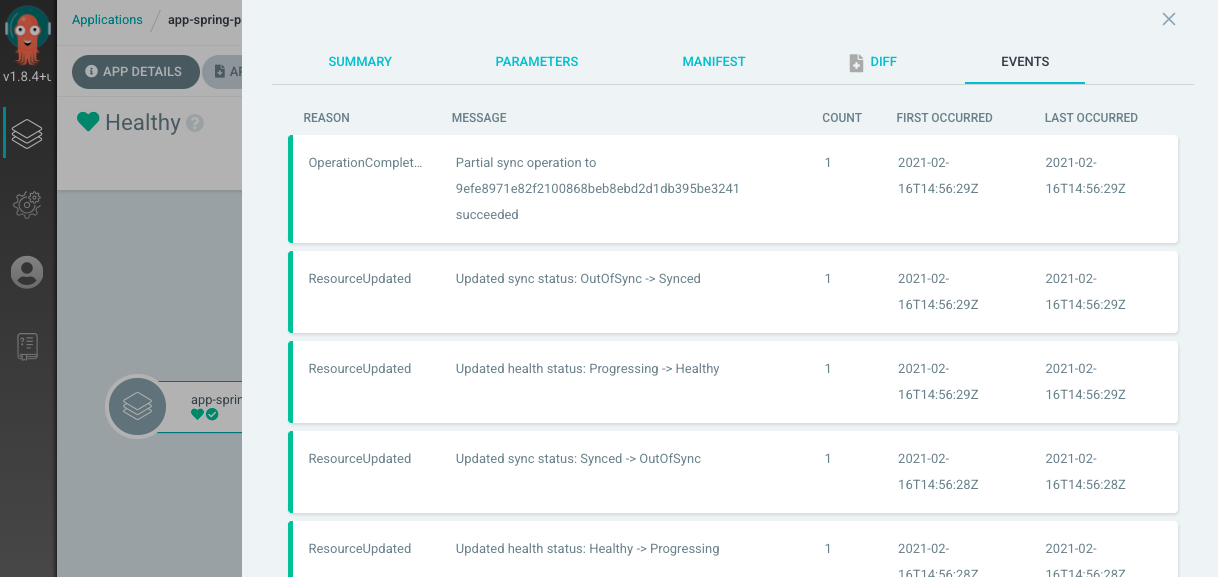 v1.8.4+
Applications / app-spring-p
APP DETAILS
Healthy
app-sprin
SUMMARY PARAMETERS MANIFEST DIFF EVENTS
REASON MESSAGE COUNT FIRST OCCURRED LAST OCCURRED
OperationComplet... Partial sync operation to 1 2021-02- 2021-02-
9efe8971e82f2100868beb8ebd2d1db395be3241 16T14:56:29Z 16T14:56:29Z
succeeded
ResourceUpdated Updated sync status: OutOfSync -> Synced 1 2021-02- 2021-02-
16T14:56:29Z 16T14:56:29Z
ResourceUpdated Updated health status: Progressing -> Healthy 1 2021-02- 2021-02-
16T14:56:29Z 16T14:56:29Z
ResourceUpdated Updated sync status: Synced -> OutOfSync 1 2021-02- 2021-02-
16T14:56:28Z 16T14:56:28Z
ResourceUpdated Updated health status: Healthy -> Progressing 1 2021-02- 2021-02-
16T14:56:28Z 16T14:56:28Z